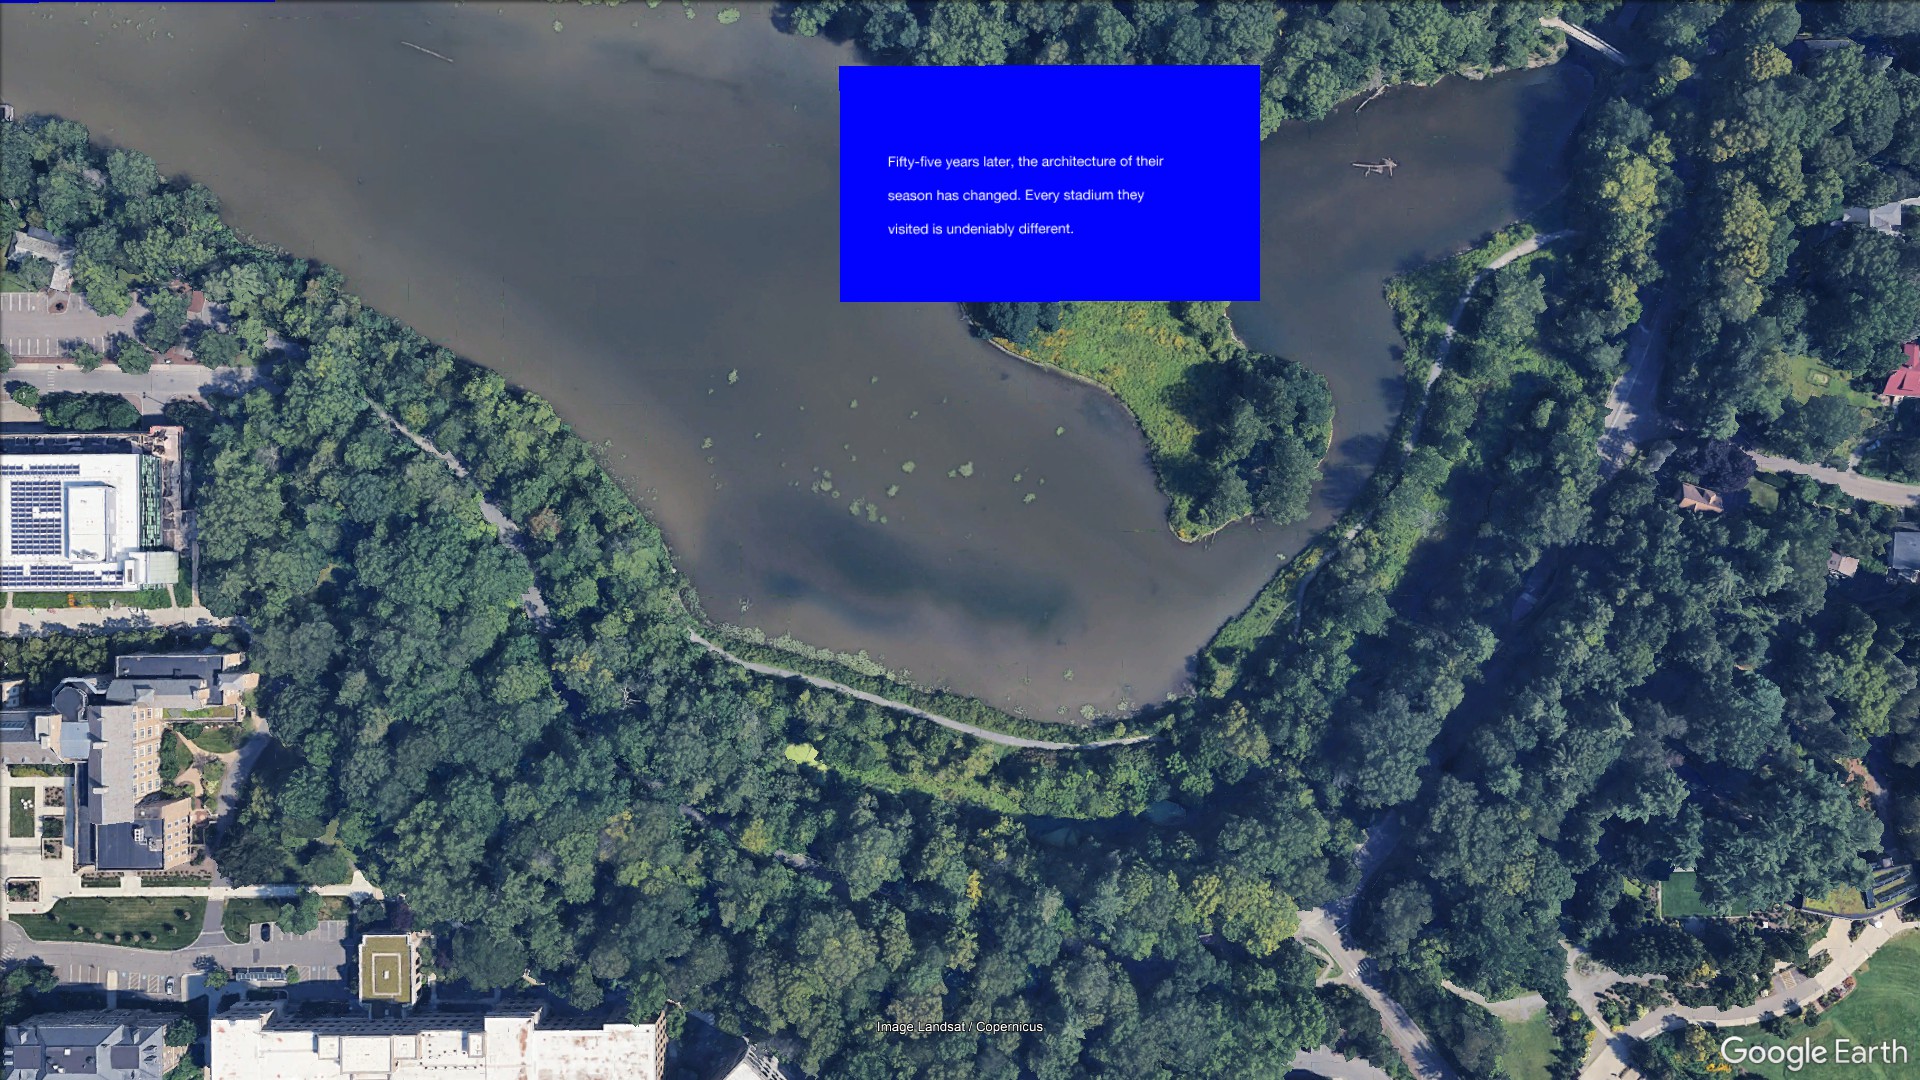 Fifty-five years later, the architecture of their
season has changed. Every stadium they
visited is undeniably different.
Image Landsat / Copernicus
Google Earth